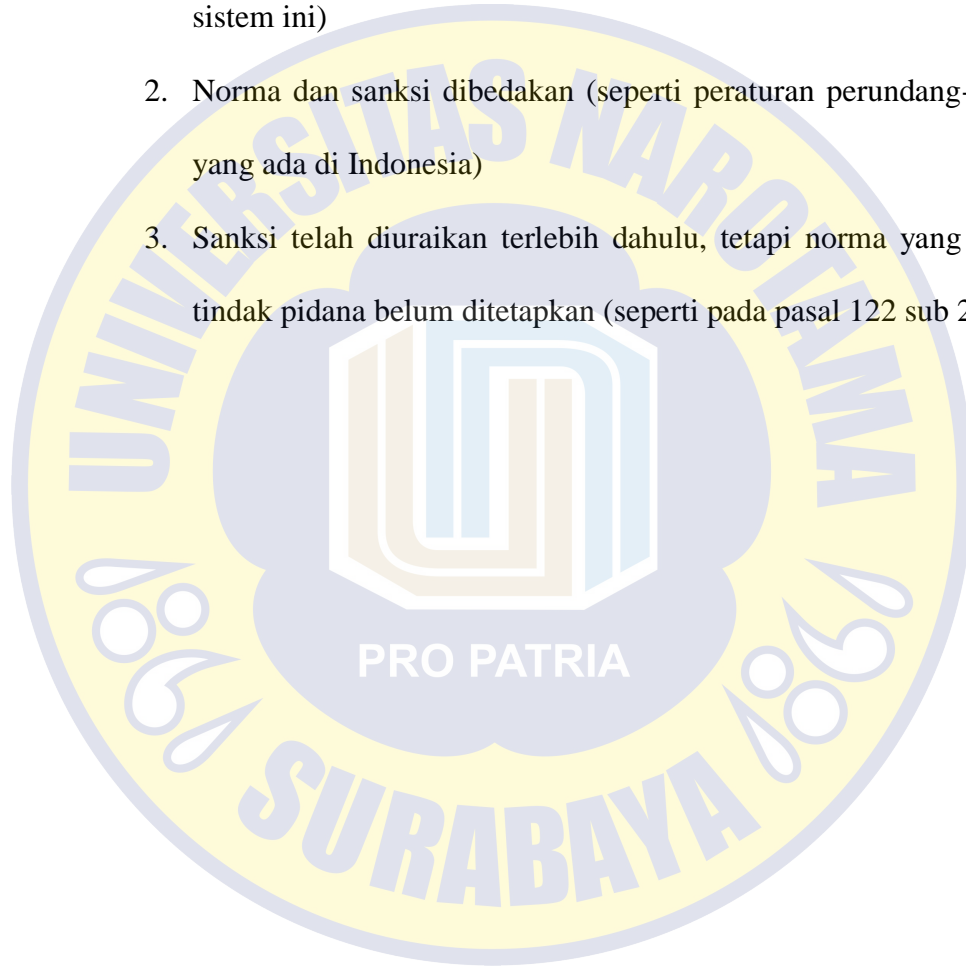 sistem ini)
2. Norma dan sanksi dibedakan (seperti peraturan perundang-
yang ada di Indonesia)
3. Sanksi telah diuraikan terlebih dahulu, tetapi norma yang
tindak pidana belum ditetapkan (seperti pada pasal 122 sub 2
UNIVERSITAS NAROTAMA
PRO PATRIA
SURABAYA